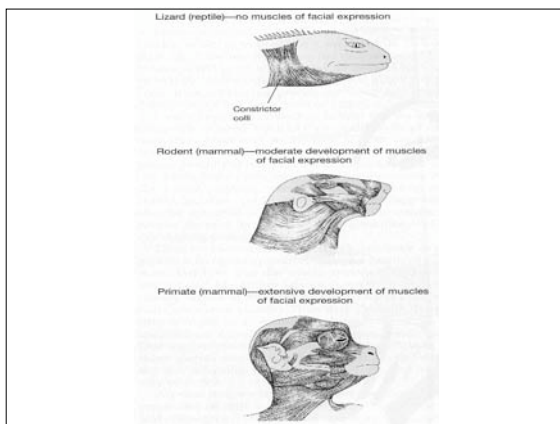 Lizard (reptile)—no muscles of facial expression
Constrictor
colli
Rodent (mammal)—moderate development of muscles
of facial expression
Primate (mammal)—extensive development of muscles
of facial expression